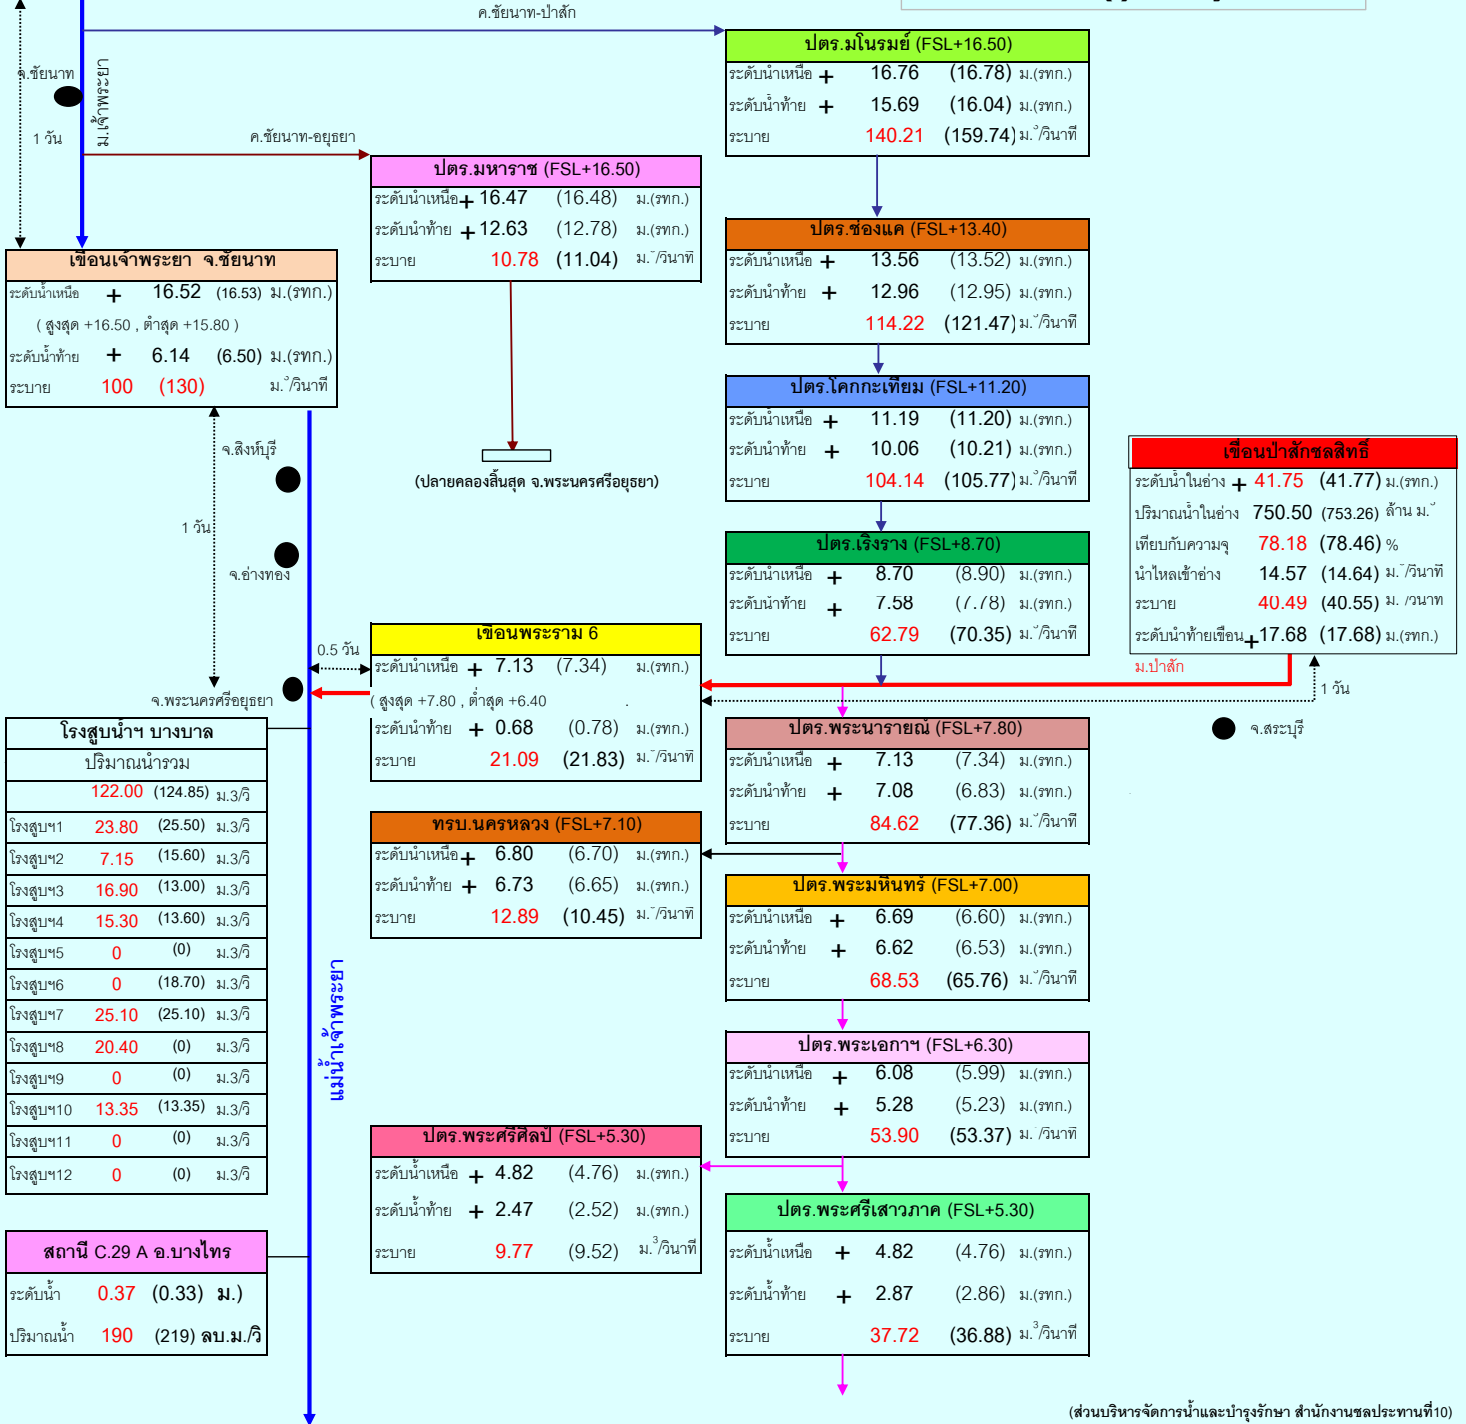 ค.ชัยนาท-ป่าสัก
จ.ชัยนาท
ม.เจ้าพระยา
1 วัน
ค.ชัยนาท-อยุธยา
ปตร.มโนรมย์ (FSL+16.50)
ระดับน้ำเหนือ + 16.76 (16.78) ม.(รทก.)
ระดับน้ำท้าย + 15.69 (16.04) ม.(รทก.)
ระบาย 140.21 (159.74) ม.³/วินาที
ปตร.มหาราช (FSL+16.50)
ระดับน้ำเหนือ + 16.47 (16.48) ม.(รทก.)
ระดับน้ำท้าย + 12.63 (12.78) ม.(รทก.)
ระบาย 10.78 (11.04) ม.³/วินาที
(ปลายคลองสิ้นสุด จ.พระนครศรีอยุธยา)
เขื่อนเจ้าพระยา จ.ชัยนาท
ระดับน้ำเหนือ + 16.52 (16.53) ม.(รทก.)
( สูงสุด +16.50 , ต่ำสุด +15.80 )
ระดับน้ำท้าย + 6.14 (6.50) ม.(รทก.)
ระบาย 100 (130) ม.³/วินาที
ปตร.ช่องแค (FSL+13.40)
ระดับน้ำเหนือ + 13.56 (13.52) ม.(รทก.)
ระดับน้ำท้าย + 12.96 (12.95) ม.(รทก.)
ระบาย 114.22 (121.47) ม.³/วินาที
ปตร.โคกกะเทียม (FSL+11.20)
ระดับน้ำเหนือ + 11.19 (11.20) ม.(รทก.)
ระดับน้ำท้าย + 10.06 (10.21) ม.(รทก.)
ระบาย 104.14 (105.77) ม.³/วินาที
จ.สิงห์บุรี
1 วัน
จ.อ่างทอง
จ.พระนครศรีอยุธยา
0.5 วัน
เขื่อนป่าสักชลสิทธิ์
ระดับน้ำในอ่าง + 41.75 (41.77) ม.(รทก.)
ปริมาณน้ำในอ่าง 750.50 (753.26) ล้าน ม.³
เทียบกับความจุ 78.18 (78.46) %
น้ำไหลเข้าอ่าง 14.57 (14.64) ม.³/วินาที
ระบาย 40.49 (40.55) ม.³/วินาที
ระดับน้ำท้ายเขื่อน + 17.68 (17.68) ม.(รทก.)
ม.ป่าสัก
1 วัน
จ.สระบุรี
ปตร.เริงราง (FSL+8.70)
ระดับน้ำเหนือ + 8.70 (8.90) ม.(รทก.)
ระดับน้ำท้าย + 7.58 (7.78) ม.(รทก.)
ระบาย 62.79 (70.35) ม.³/วินาที
เขื่อนพระราม 6
ระดับน้ำเหนือ + 7.13 (7.34) ม.(รทก.)
( สูงสุด +7.80 , ต่ำสุด +6.40
ระดับน้ำท้าย + 0.68 (0.78) ม.(รทก.)
ระบาย 21.09 (21.83) ม.³/วินาที
ปตร.พระนารายณ์ (FSL+7.80)
ระดับน้ำเหนือ + 7.13 (7.34) ม.(รทก.)
ระดับน้ำท้าย + 7.08 (6.83) ม.(รทก.)
ระบาย 84.62 (77.36) ม.³/วินาที
โรงสูบน้ำฯ บางบาล
ปริมาณน้ำรวม
122.00 (124.85) ม.3/วิ
โรงสูบฯ1 23.80 (25.50) ม.3/วิ
โรงสูบฯ2 7.15 (15.60) ม.3/วิ
โรงสูบฯ3 16.90 (13.00) ม.3/วิ
โรงสูบฯ4 15.30 (13.60) ม.3/วิ
โรงสูบฯ5 0 (0) ม.3/วิ
โรงสูบฯ6 0 (18.70) ม.3/วิ
โรงสูบฯ7 25.10 (25.10) ม.3/วิ
โรงสูบฯ8 20.40 (0) ม.3/วิ
โรงสูบฯ9 0 (0) ม.3/วิ
โรงสูบฯ10 13.35 (13.35) ม.3/วิ
โรงสูบฯ11 0 (0) ม.3/วิ
โรงสูบฯ12 0 (0) ม.3/วิ
แม่น้ำเจ้าพระยา
ทรบ.นครหลวง (FSL+7.10)
ระดับน้ำเหนือ + 6.80 (6.70) ม.(รทก.)
ระดับน้ำท้าย + 6.73 (6.65) ม.(รทก.)
ระบาย 12.89 (10.45) ม.³/วินาที
ปตร.พระมหินทร์ (FSL+7.00)
ระดับน้ำเหนือ + 6.69 (6.60) ม.(รทก.)
ระดับน้ำท้าย + 6.62 (6.53) ม.(รทก.)
ระบาย 68.53 (65.76) ม.³/วินาที
ปตร.พระเอกาฯ (FSL+6.30)
ระดับน้ำเหนือ + 6.08 (5.99) ม.(รทก.)
ระดับน้ำท้าย + 5.28 (5.23) ม.(รทก.)
ระบาย 53.90 (53.37) ม.³/วินาที
ปตร.พระศรีศิลป์ (FSL+5.30)
ระดับน้ำเหนือ + 4.82 (4.76) ม.(รทก.)
ระดับน้ำท้าย + 2.47 (2.52) ม.(รทก.)
ระบาย 9.77 (9.52) ม.³/วินาที
ปตร.พระศรีเสาวภาค (FSL+5.30)
ระดับน้ำเหนือ + 4.82 (4.76) ม.(รทก.)
ระดับน้ำท้าย + 2.87 (2.86) ม.(รทก.)
ระบาย 37.72 (36.88) ม.³/วินาที
สถานี C.29 A อ.บางไทร
ระดับน้ำ 0.37 (0.33) ม.)
ปริมาณน้ำ 190 (219) ลบ.ม./วิ
(ส่วนบริหารจัดการน้ำและบำรุงรักษา สำนักงานชลประทานที่10)